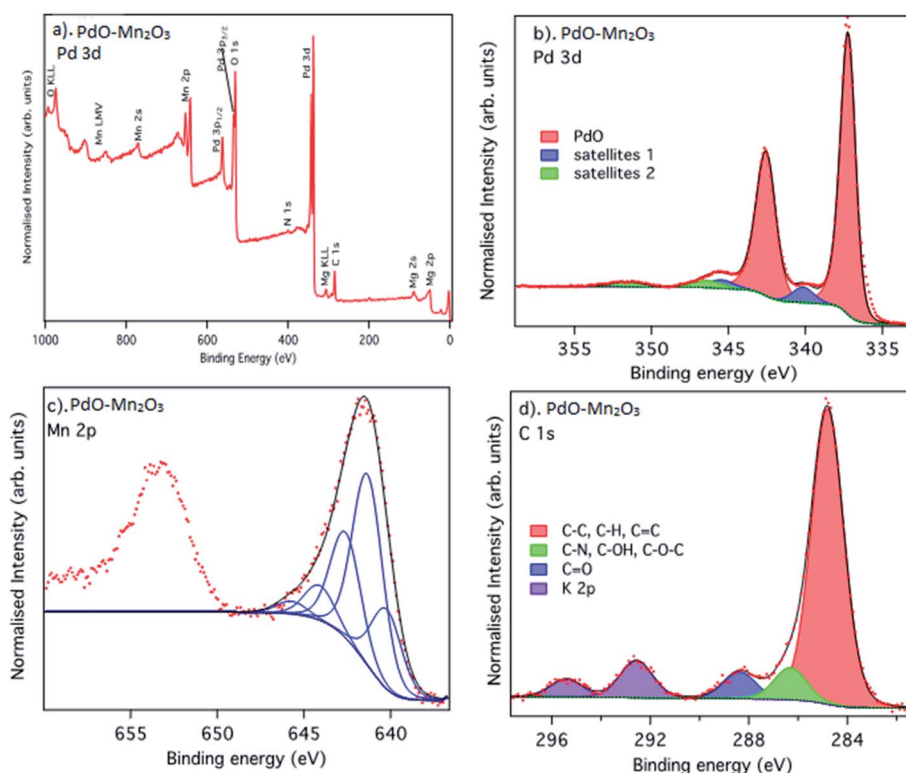 a). PdO-Mn₂O₃
Pd 3d
O KLL
Mn LMV
Mn 2s
Mn 2p
Pd 3p₁/₂
Pd 3p₃/₂
O 1s
N 1s
Pd 3d
Mg KLL
C 1s
Mg 2s
Mg 2p
Normalised Intensity (arb. units)
1000 800 600 400 200 0
Binding Energy (eV)
b). PdO-Mn₂O₃
Pd 3d
PdO
satellites 1
satellites 2
Normalised Intensity (arb. units)
355 350 345 340 335
Binding energy (eV)
c). PdO-Mn₂O₃
Mn 2p
Normalised Intensity (arb. units)
655 650 645 640
Binding energy (eV)
d). PdO-Mn₂O₃
C 1s
C-C, C-H, C=C
C-N, C-OH, C-O-C
C=O
K 2p
Normalised Intensity (arb. units)
296 292 288 284
Binding energy (eV)